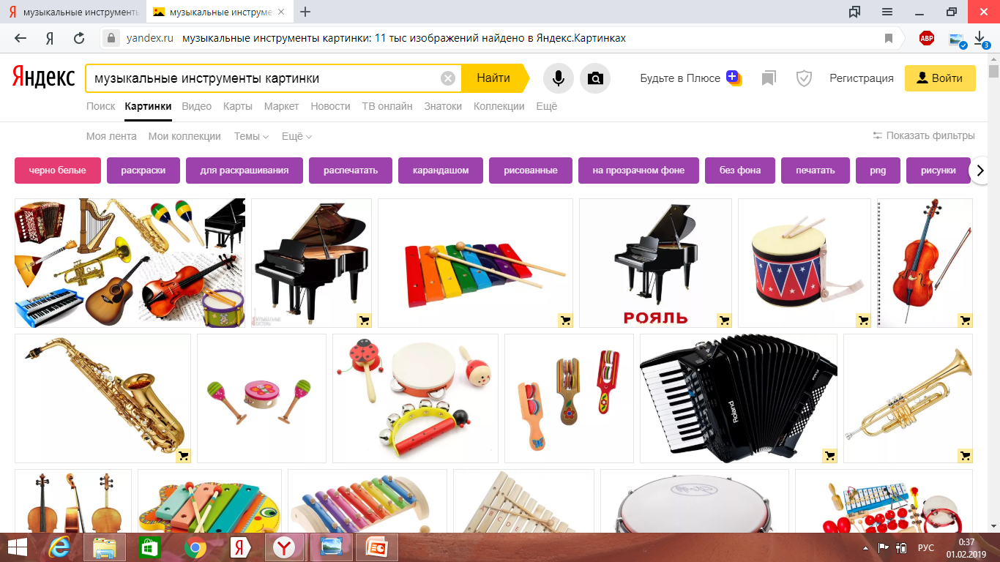 музыкальные инструменты
музыкальные инструме
yandex.ru музыкальные инструменты картинки: 11 тыс изображений найдено в Яндекс.Картинках
ABP
3
Яндекс
музыкальные инструменты картинки
Найти
Будьте в Плюсе
Регистрация
Войти
Поиск Картинки Видео Карты Маркет Новости ТВ онлайн Знатоки Коллекции Ещё
Моя лента Мои коллекции Темы Ещё
Показать фильтры
черно белые раскраски для раскрашивания распечатать карандашом рисованные на прозрачном фоне без фона печатать png рисунки
МУЗЫКАЛЬНЫЕ
СИСТЕМЫ
РОЯЛЬ
Roland
A B C D E
РУС
0:37
01.02.2019